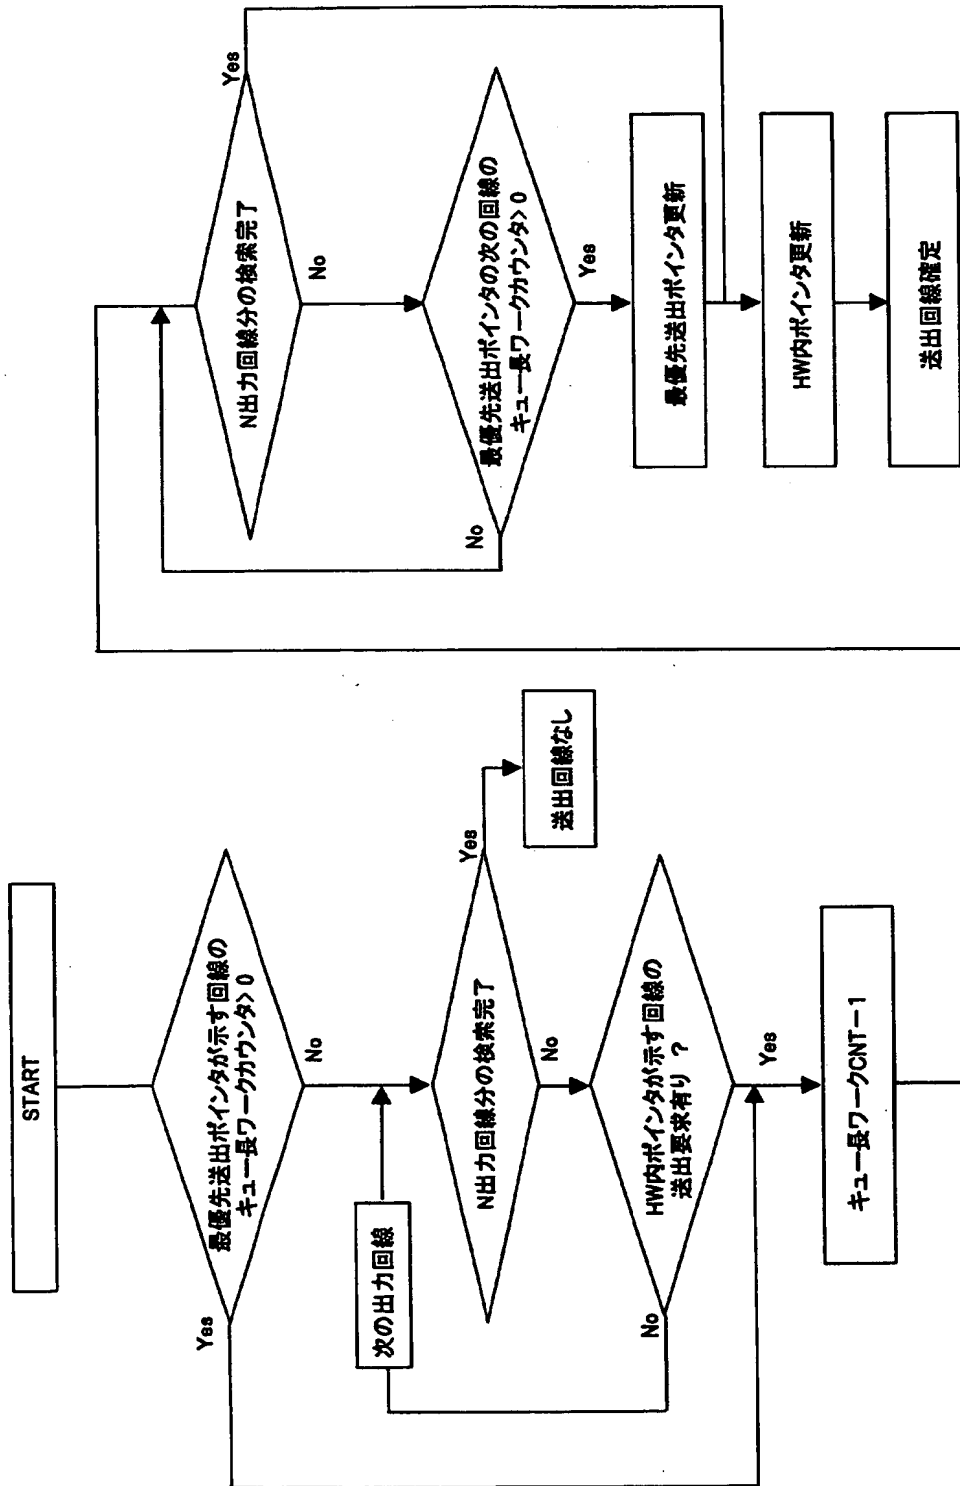 START
最優先送出ポインタが示す回線の
キュー長ワークカウンタ>0
Yes
No
次の出力回線
N出力回線分の検索完了
Yes
送出回線なし
No
HW内ポインタが示す回線の
送出要求有り ?
No
Yes
キュー長ワークCNT−1
N出力回線分の検索完了
Yes
No
最優先送出ポインタの次の回線の
キュー長ワークカウンタ>0
No
Yes
最優先送出ポインタ更新
HW内ポインタ更新
送出回線確定